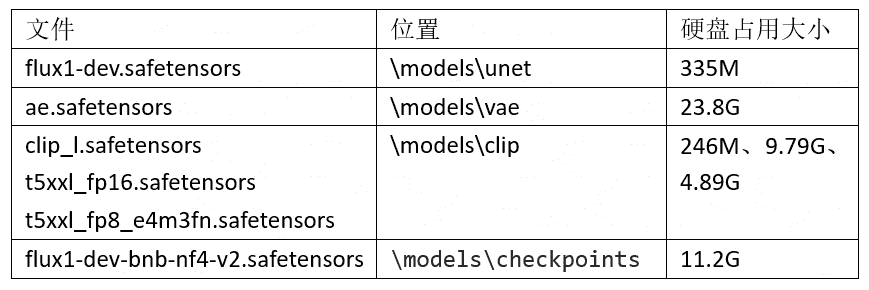 文件 位置 硬盘占用大小
flux1-dev.safetensors \models\unet 335M
ae.safetensors \models\vae 23.8G
clip_l.safetensors \models\clip 246M、9.79G、
t5xxl_fp16.safetensors 4.89G
t5xxl_fp8_e4m3fn.safetensors
flux1-dev-bnb-nf4-v2.safetensors \models\checkpoints 11.2G